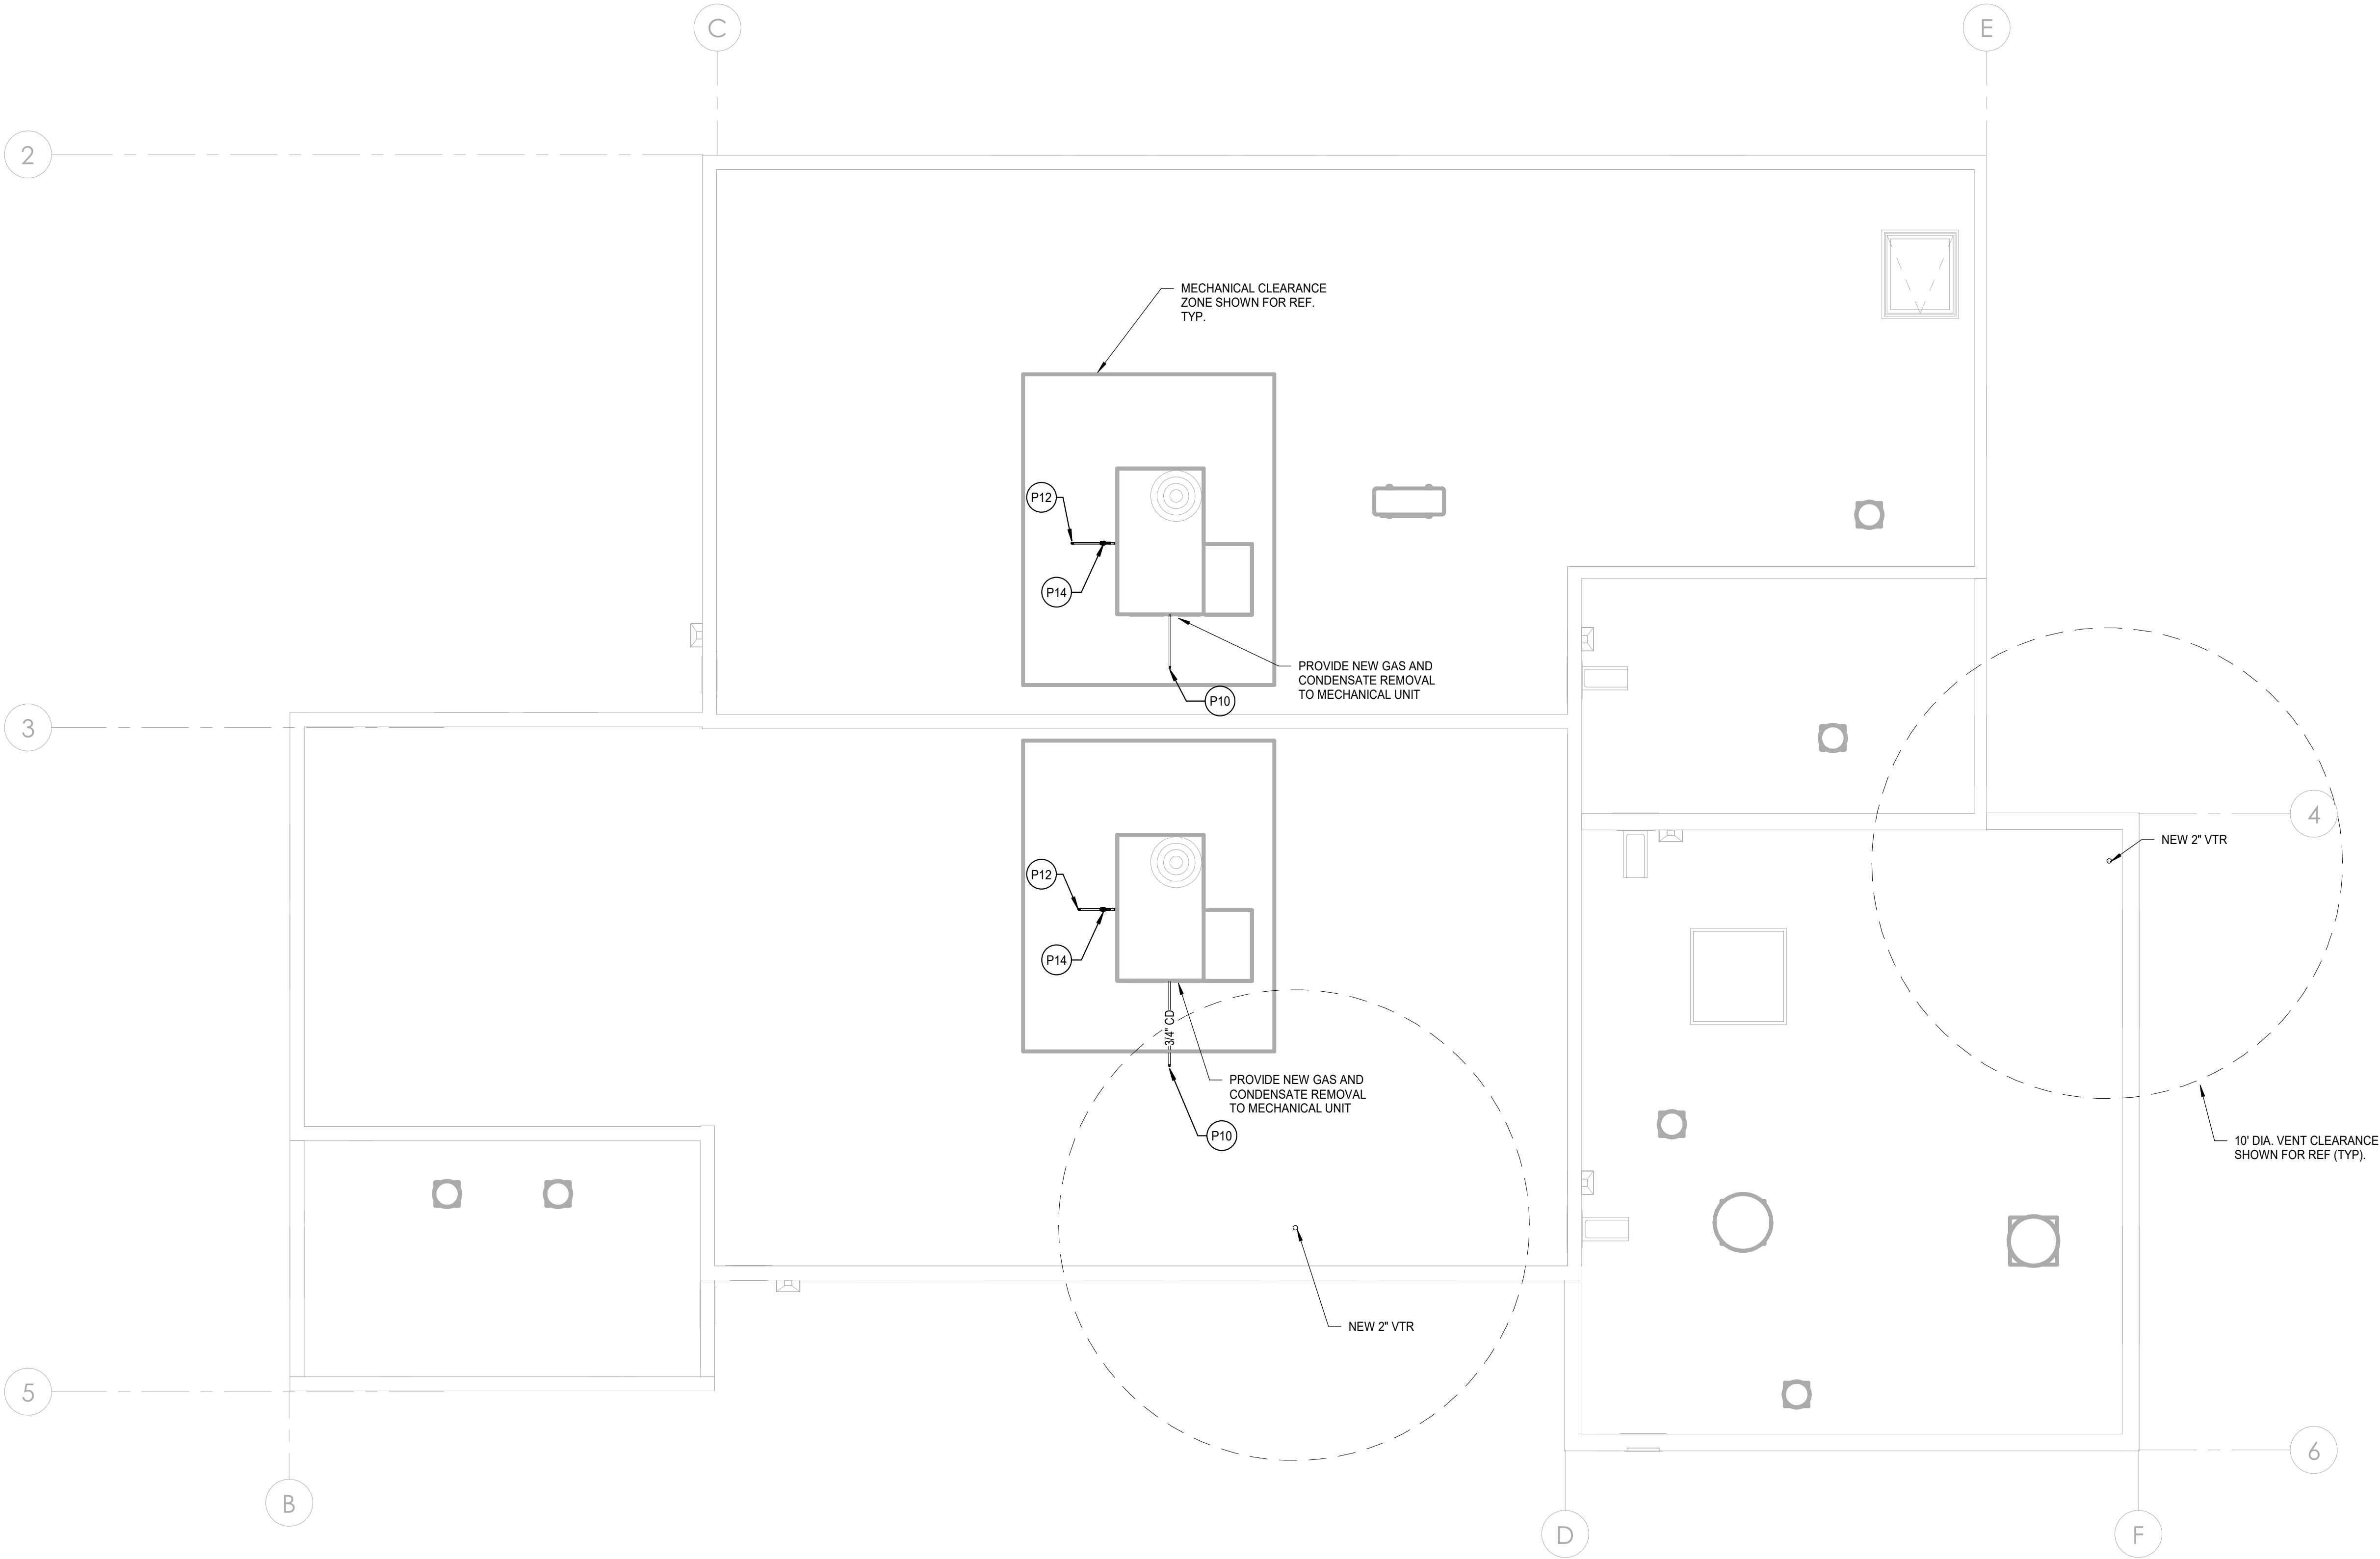 C
E
2
MECHANICAL CLEARANCE
ZONE SHOWN FOR REF.
TYP.
P12
P14
PROVIDE NEW GAS AND
CONDENSATE REMOVAL
TO MECHANICAL UNIT
P10
3
4
NEW 2" VTR
P12
P14
3/4" CD
PROVIDE NEW GAS AND
CONDENSATE REMOVAL
TO MECHANICAL UNIT
P10
10' DIA. VENT CLEARANCE
SHOWN FOR REF (TYP).
NEW 2" VTR
5
6
B
D
F